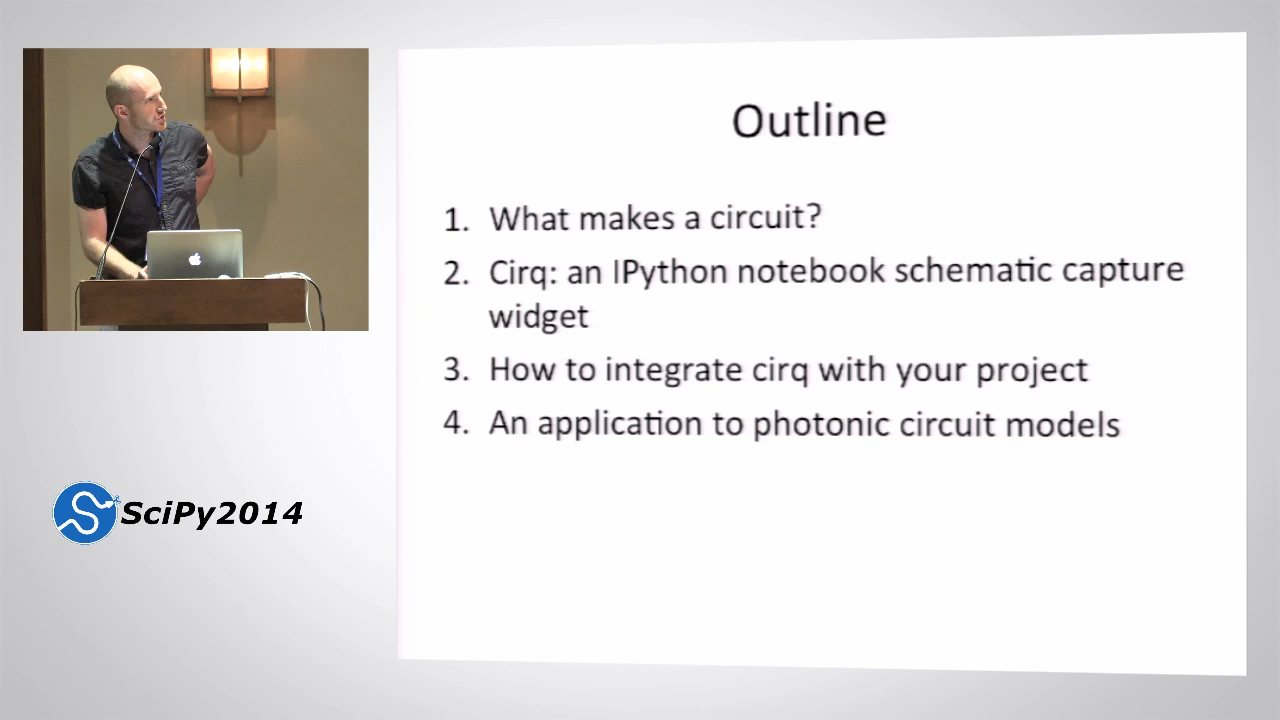 Outline
1. What makes a circuit?
2. Cirq: an IPython notebook schematic capture
widget
3. How to integrate cirq with your project
4. An application to photonic circuit models
SciPy2014